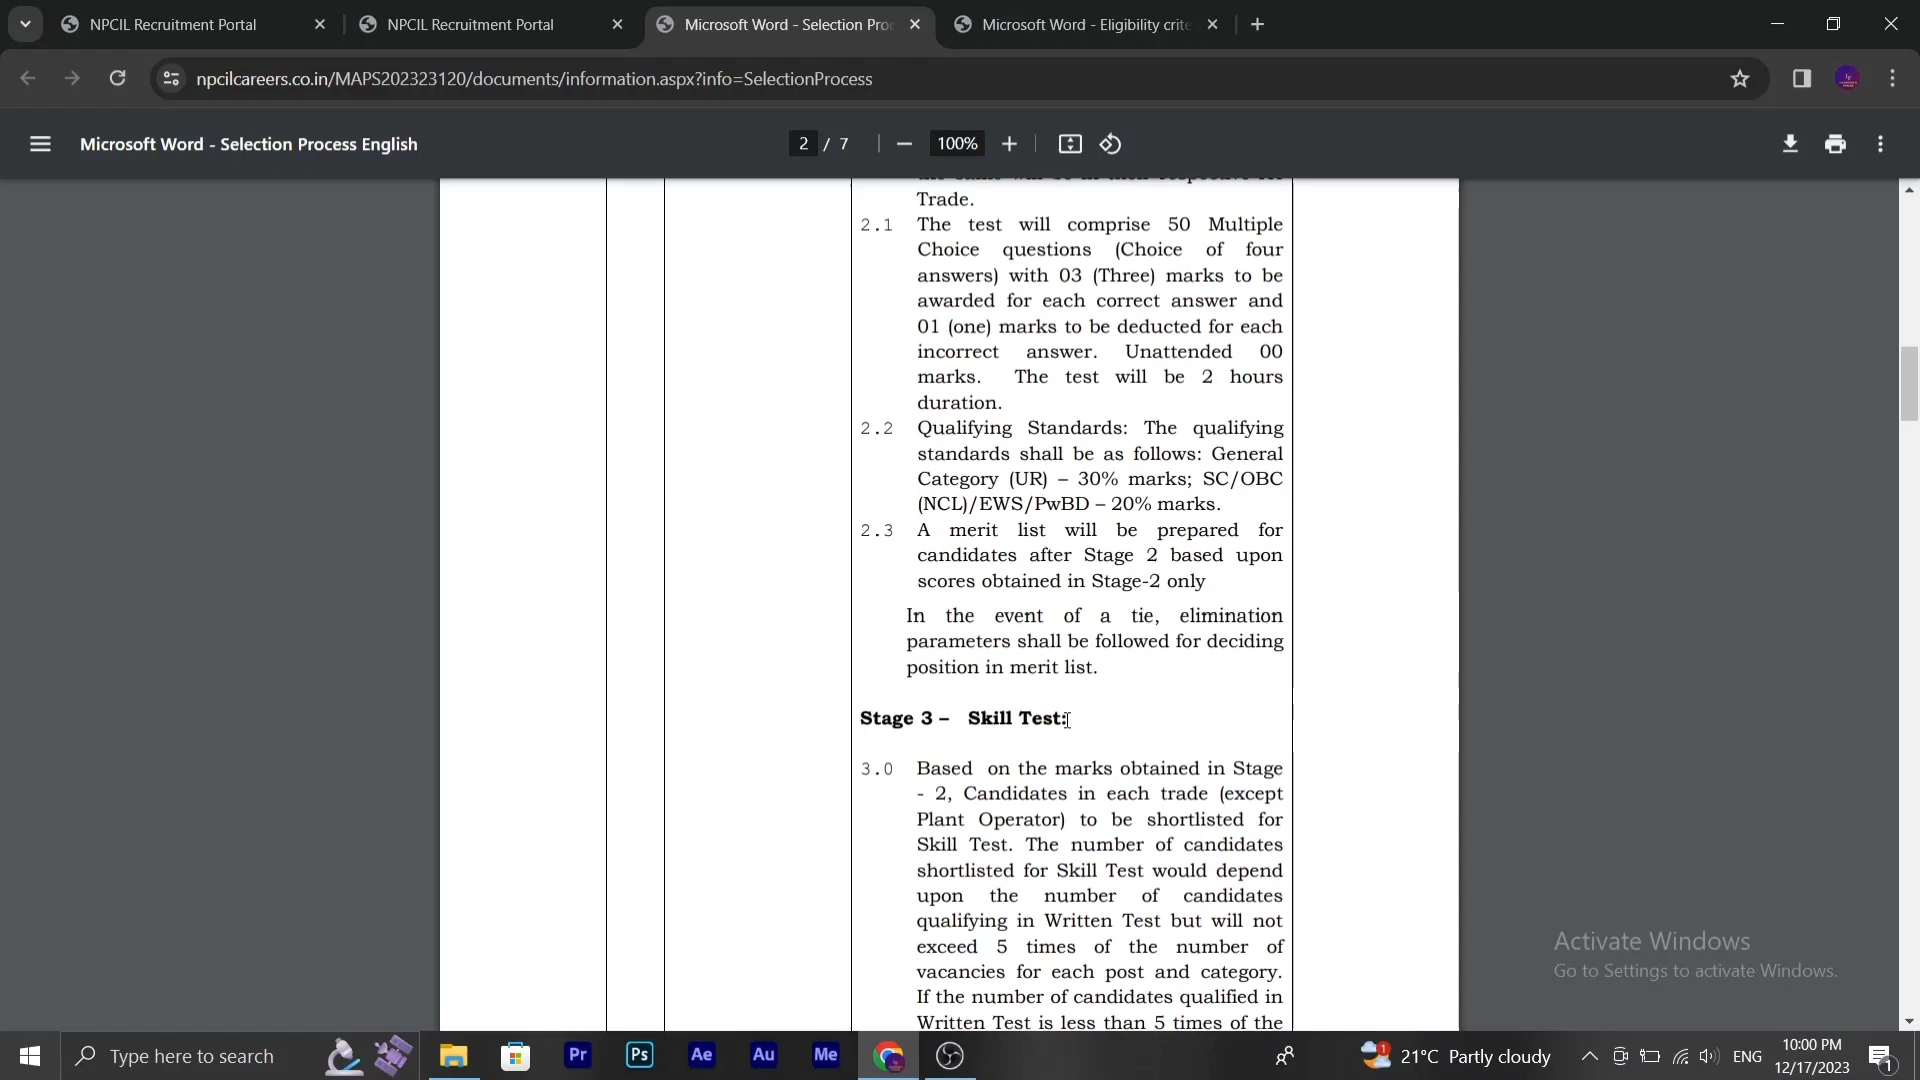 NPCIL Recruitment Portal
NPCIL Recruitment Portal
Microsoft Word - Selection Proc
Microsoft Word - Eligibility crite
npcilcareers.co.in/MAPS202323120/documents/information.aspx?info=SelectionProcess
Microsoft Word - Selection Process English
2 / 7
100%
Trade.
2.1 The test will comprise 50 Multiple
Choice questions (Choice of four
answers) with 03 (Three) marks to be
awarded for each correct answer and
01 (one) marks to be deducted for each
incorrect answer. Unattended 00
marks. The test will be 2 hours
duration.
2.2 Qualifying Standards: The qualifying
standards shall be as follows: General
Category (UR) – 30% marks; SC/OBC
(NCL)/EWS/PwBD – 20% marks.
2.3 A merit list will be prepared for
candidates after Stage 2 based upon
scores obtained in Stage-2 only
In the event of a tie, elimination
parameters shall be followed for deciding
position in merit list.
Stage 3 – Skill Test:
3.0 Based on the marks obtained in Stage
- 2, Candidates in each trade (except
Plant Operator) to be shortlisted for
Skill Test. The number of candidates
shortlisted for Skill Test would depend
upon the number of candidates
qualifying in Written Test but will not
exceed 5 times of the number of
vacancies for each post and category.
If the number of candidates qualified in
Written Test is less than 5 times of the
Activate Windows
Go to Settings to activate Windows.
Type here to search
Pr
Ps
Ae
Au
Me
1
21°C Partly cloudy
ENG
10:00 PM
12/17/2023
1